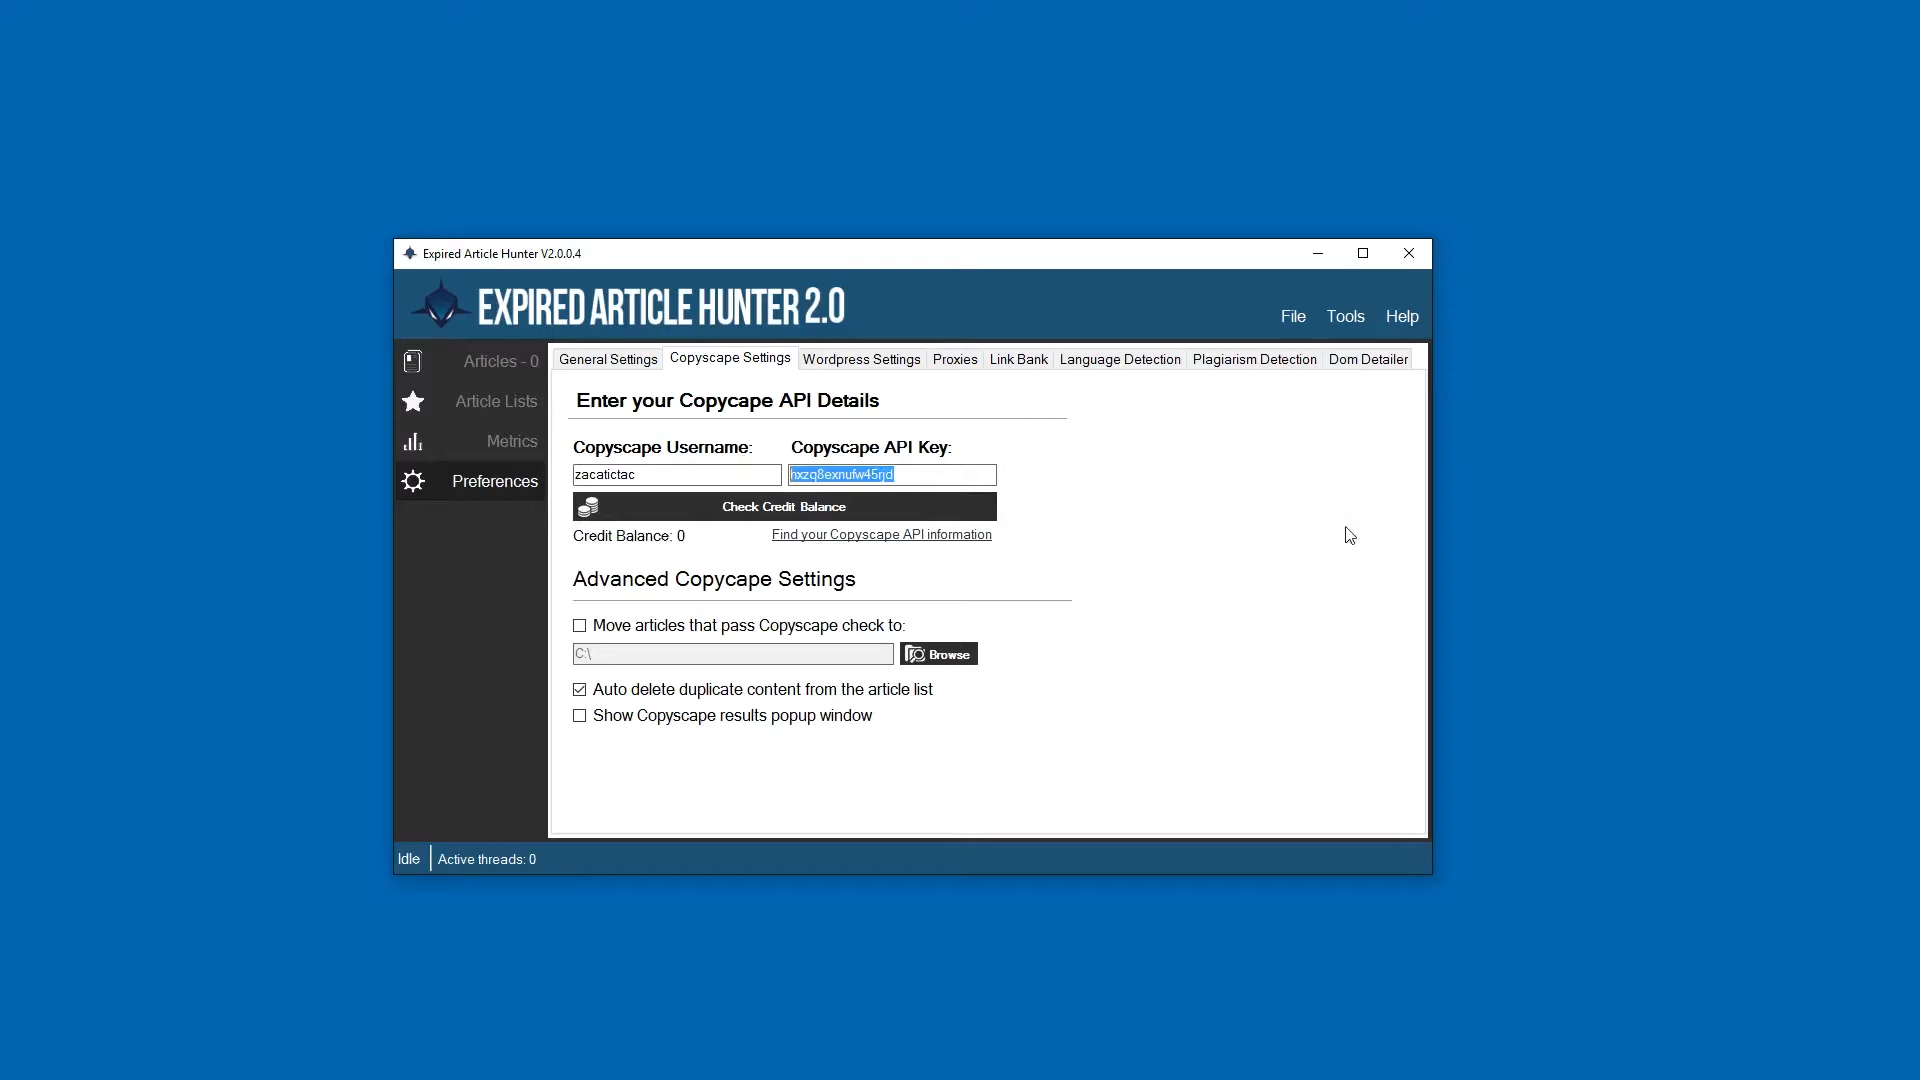 Expired Article Hunter V2.0.0.4
EXPIRED ARTICLE HUNTER 2.0
File Tools Help
Articles - 0
Article Lists
Metrics
Preferences
General Settings Copyscape Settings Wordpress Settings Proxies Link Bank Language Detection Plagiarism Detection Dom Detailer
Enter your Copycape API Details
Copyscape Username: Copyscape API Key:
zacatictac nxzq8exnufw45rjd
Check Credit Balance
Credit Balance: 0 Find your Copyscape API information
Advanced Copycape Settings
Move articles that pass Copyscape check to:
C:\ Browse
Auto delete duplicate content from the article list
Show Copyscape results popup window
Idle Active threads: 0